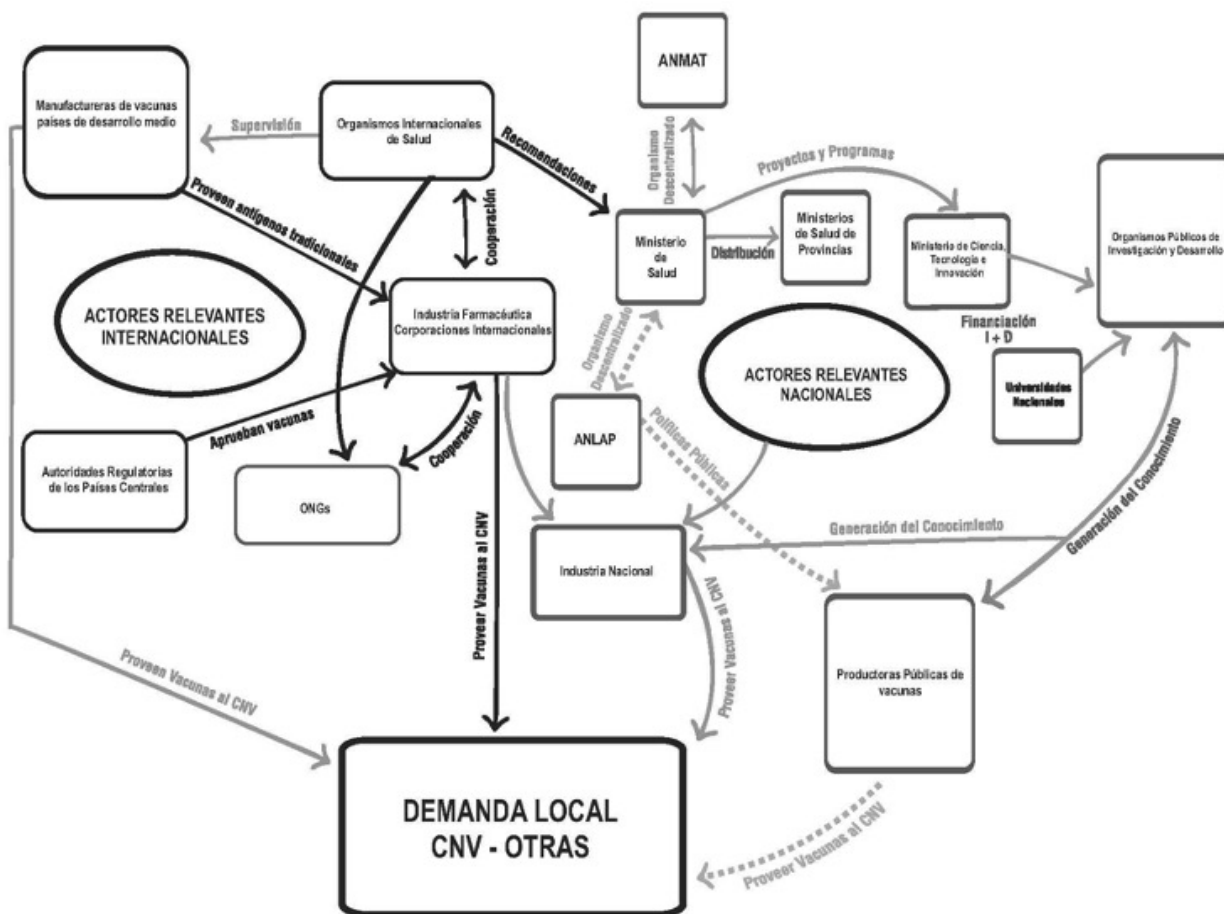 ANMAT
Manufactureras de vacunas
países de desarrollo medio
Supervisión
Organismos Internacionales
de Salud
Recomendaciones
Organismo
Descentralizado
Proyectos y Programas
Proveen antígenos tradicionales
Cooperación
Ministerio
de Salud
Distribución
Ministerios
de Salud de
Provincias
Ministerio de Ciencia,
Tecnología e
Innovación
Organismos Públicos de
Investigación y Desarrollo
ACTORES RELEVANTES
INTERNACIONALES
Industria Farmacéutica
Corporaciones Internacionales
Organismo
Descentralizado
ACTORES RELEVANTES
NACIONALES
Financiación
I + D
Universidades
Nacionales
Aprueban vacunas
Cooperación
ANLAP
Políticas Públicas
Autoridades Regulatorias
de los Países Centrales
ONGs
Proveer Vacunas al CNV
Generación del Conocimiento
Generación del Conocimiento
Industria Nacional
Proveer Vacunas al CNV
Proveen Vacunas al CNV
Productoras Públicas de
vacunas
DEMANDA LOCAL
CNV - OTRAS
Proveer Vacunas al CNV